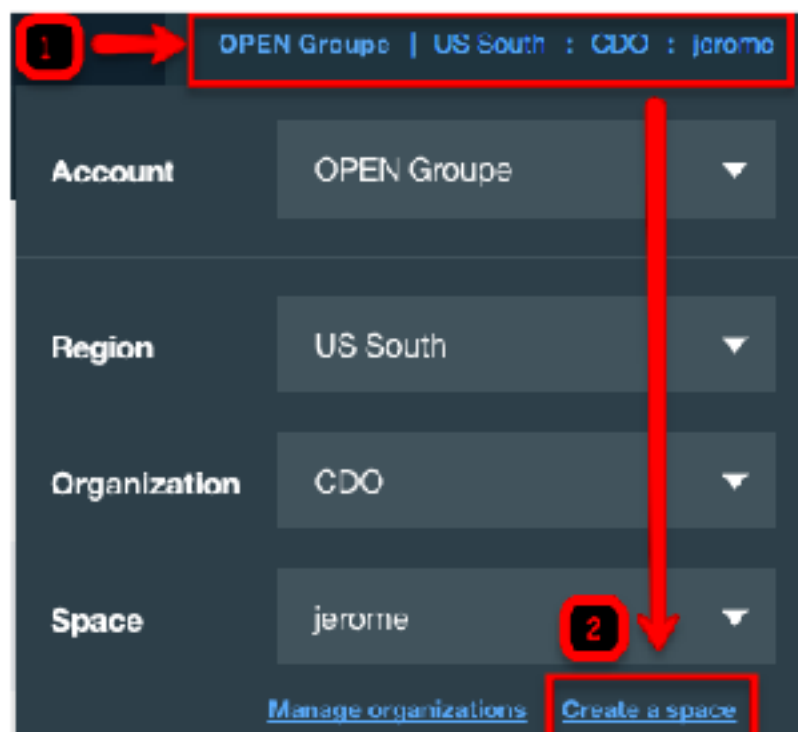 1 OPEN Groupe | US South : CDO : jerome
Account OPEN Groupe
Region US South
Organization CDO
Space jerome
2
Manage organizations Create a space